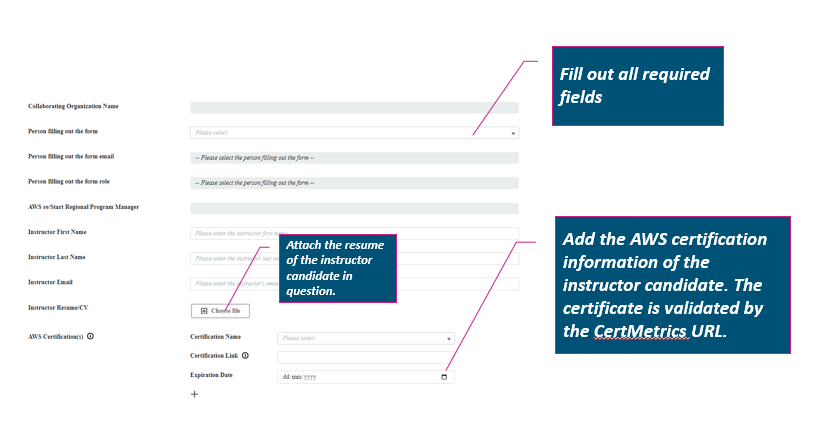 Fill out all required
fields
Collaborating Organization Name
Person filling out the form
Please select
Person filling out the form email
-- Please select the person filling out the form --
Person filling out the form role
-- Please select the person filling out the form --
AWS re/Start Regional Program Manager
Instructor First Name
Please enter the instructor first
Instructor Last Name
Please enter the instructor last
Instructor Email
Please enter the instructor's
Attach the resume
of the instructor
candidate in
question.
Add the AWS certification
information of the
instructor candidate. The
certificate is validated by
the CertMetrics URL.
Instructor Resume/CV
Choose file
AWS Certification(s)
Certification Name
Please select
Certification Link
Expiration Date
dd/mm/yyyy